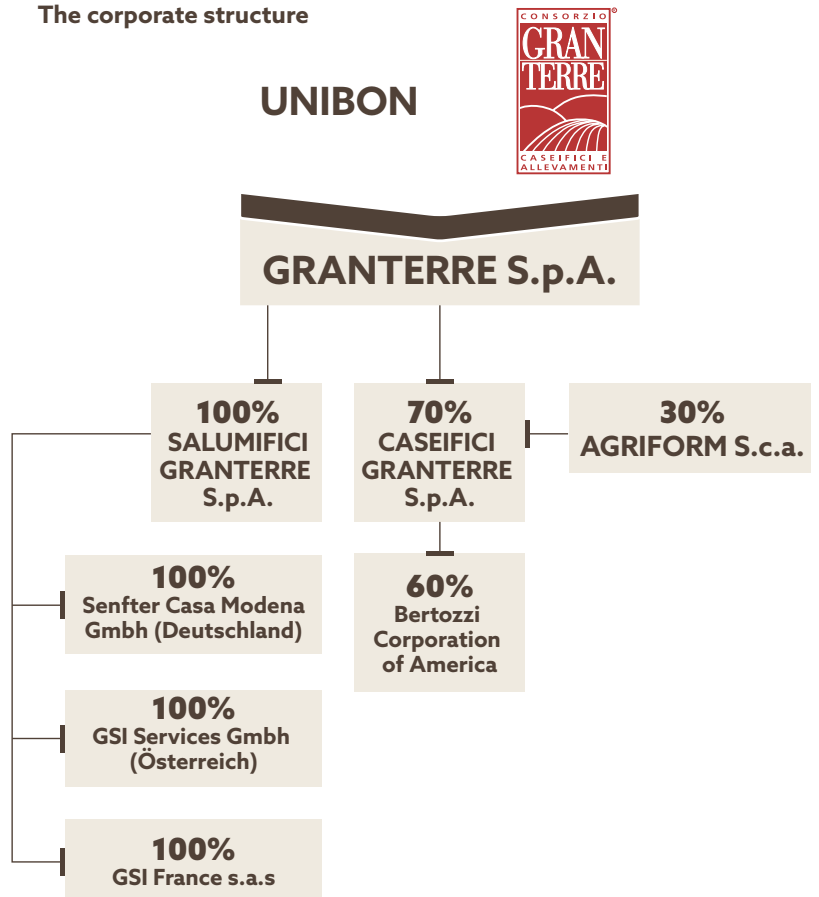 The corporate structure
UNIBON
CONSORZIO
GRAN
TERRE
®
CASEIFICI E
ALLEVAMENTI
GRANTERRE S.p.A.
100%
SALUMIFICI
GRANTERRE
S.p.A.
70%
CASEIFICI
GRANTERRE
S.p.A.
30%
AGRIFORM S.c.a.
100%
Senfter Casa Modena
Gmbh (Deutschland)
60%
Bertozzi
Corporation
of America
100%
GSI Services Gmbh
(Österreich)
100%
GSI France s.a.s